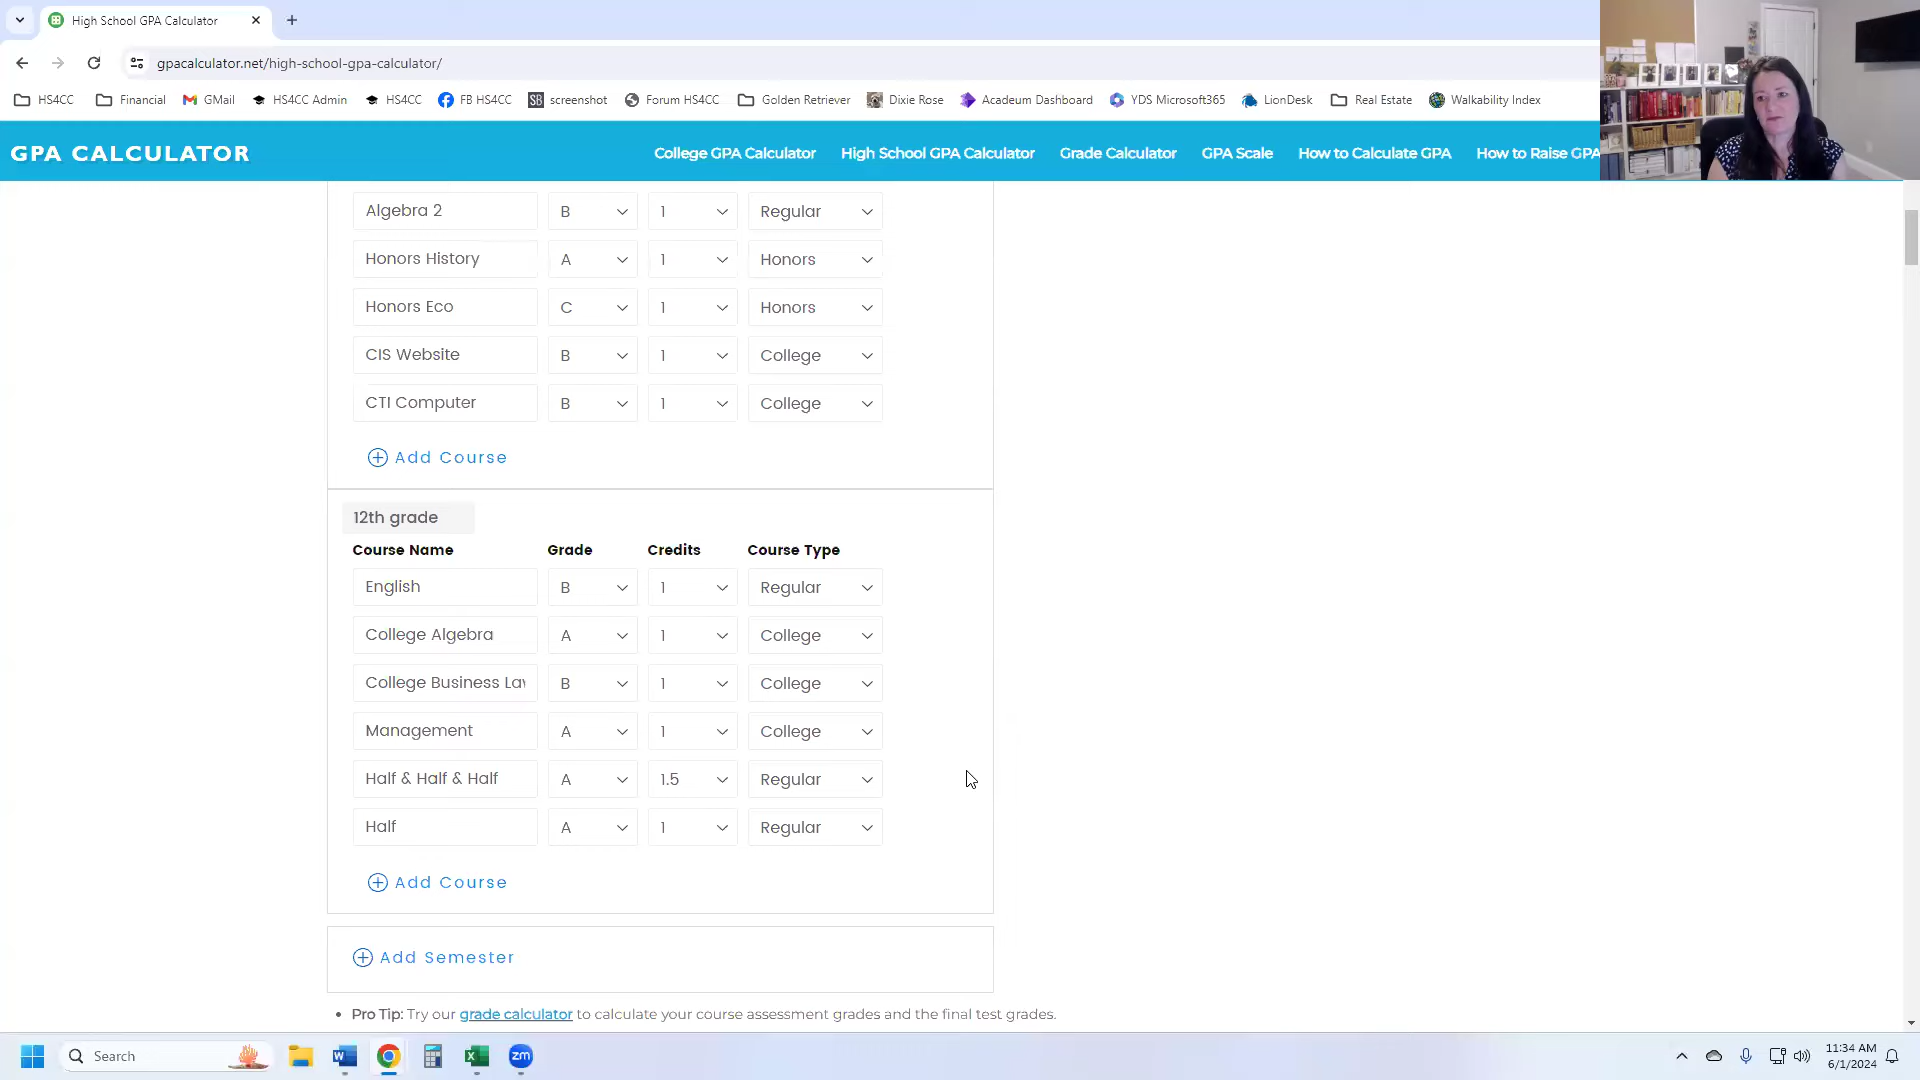 High School GPA Calculator
gpacalculator.net/high-school-gpa-calculator/
HS4CC Financial GMail HS4CC Admin HS4CC FB HS4CC SB screenshot Forum HS4CC Golden Retriever Dixie Rose Acadeum Dashboard YDS Microsoft365 LionDesk Real Estate Walkability Index
GPA CALCULATOR College GPA Calculator High School GPA Calculator Grade Calculator GPA Scale How to Calculate GPA How to Raise GPA
Algebra 2 B 1 Regular
Honors History A 1 Honors
Honors Eco C 1 Honors
CIS Website B 1 College
CTI Computer B 1 College
Add Course
12th grade
Course Name Grade Credits Course Type
English B 1 Regular
College Algebra A 1 College
College Business Law B 1 College
Management A 1 College
Half & Half & Half A 1.5 Regular
Half A 1 Regular
Add Course
Add Semester
• Pro Tip: Try our grade calculator to calculate your course assessment grades and the final test grades.
Search zm 11:34 AM
6/1/2024